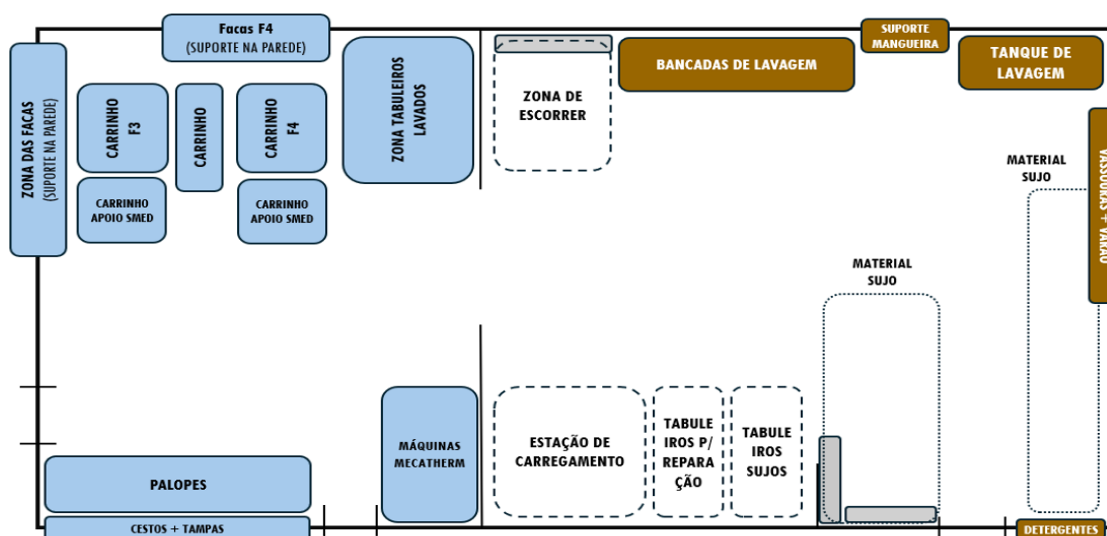 Facas F4
(SUPORTE NA PAREDE)
ZONA DAS FACAS
(SUPORTE NA PAREDE)
CARRINHO
F3
CARRINHO
CARRINHO
F4
CARRINHO
APOIO SMED
CARRINHO
APOIO SMED
ZONA TABULEIROS
LAVADOS
ZONA DE
ESCORRER
BANCADAS DE LAVAGEM
SUPORTE
MANGUEIRA
TANQUE DE
LAVAGEM
MATERIAL
SUJO
VASSOURAS + VARÃO
MATERIAL
SUJO
PALOPES
CESTOS + TAMPAS
MÁQUINAS
MECATHERM
ESTAÇÃO DE
CARREGAMENTO
TABULE
IROS P/
REPARA
ÇÃO
TABULE
IROS SUJOS
DETERGENTES